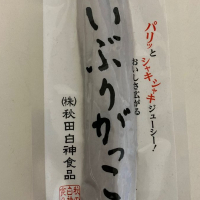 パリッと
シャキシャキジューシー！
おいしさ広がる
いぶりがっこ
㈱秋田白神食品